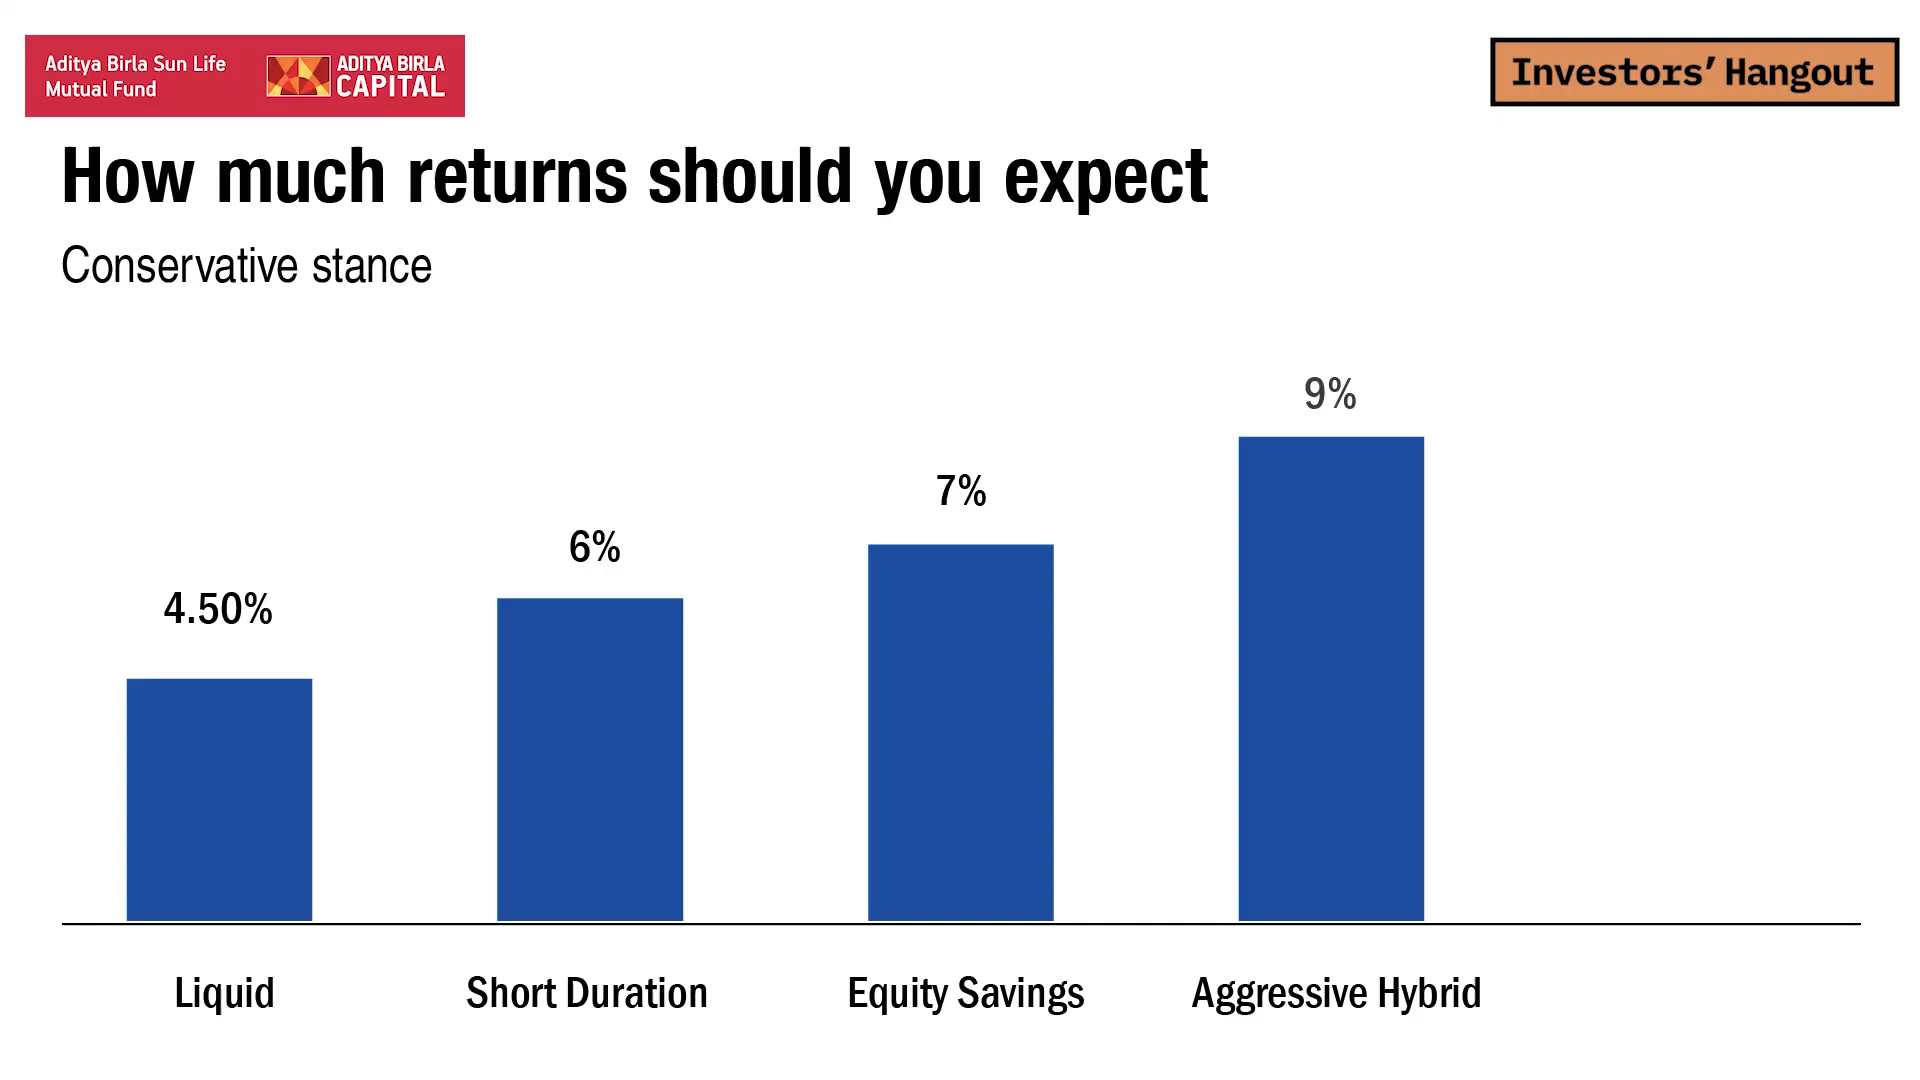 Aditya Birla Sun Life
Mutual Fund
ADITYA BIRLA
CAPITAL
Investors’ Hangout
How much returns should you expect
Conservative stance
4.50%
6%
7%
9%
Liquid
Short Duration
Equity Savings
Aggressive Hybrid